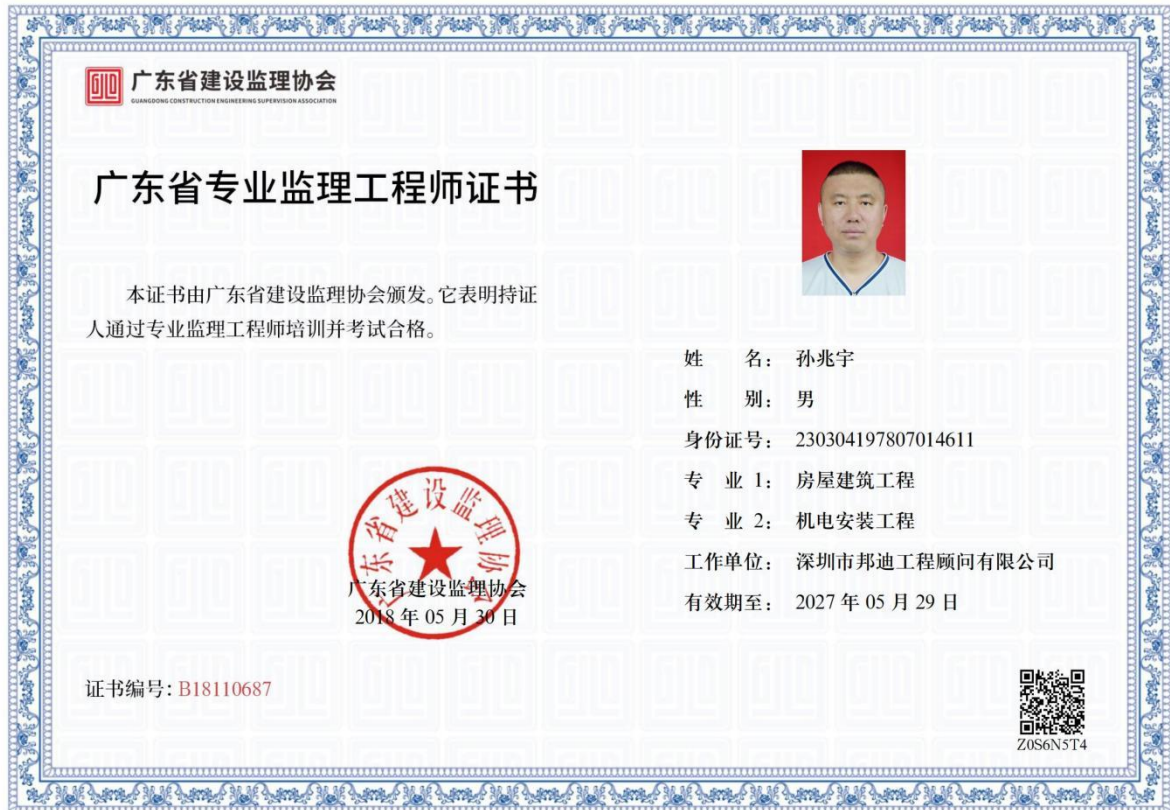 广东省建设监理协会
GUANGDONG CONSTRUCTION ENGINEERING SUPERVISION ASSOCIATION
广东省专业监理工程师证书
本证书由广东省建设监理协会颁发。它表明持证
人通过专业监理工程师培训并考试合格。
姓 名: 孙兆宇
性 别: 男
身份证号: 230304197807014611
专 业 1: 房屋建筑工程
专 业 2: 机电安装工程
工作单位: 深圳市邦迪工程顾问有限公司
有效期至: 2027 年 05 月 29 日
广东省建设监理协会
广东省建设监理协会
2018 年 05 月 30 日
证书编号: B18110687
Z0S6N5T4